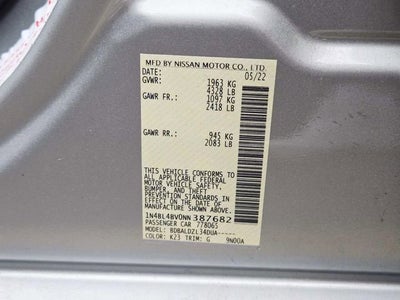 MFD BY NISSAN MOTOR CO., LTD.
DATE: 05/22
GVWR: 1963 KG
4328 LB
GAWR FR.: 1097 KG
2418 LB
GAWR RR.: 945 KG
2083 LB
THIS VEHICLE CONFORMS TO ALL
APPLICABLE FEDERAL
MOTOR VEHICLE SAFETY,
BUMPER, AND THEFT
PREVENTION STANDARDS
IN EFFECT ON THE DATE OF
MANUFACTURE SHOWN ABOVE.
1N4BL4BV0NN387682
PASSENGER CAR 778065
MODEL: BDBALDZL34DUA-----
COLOR: K23 TRIM: G 9N00A